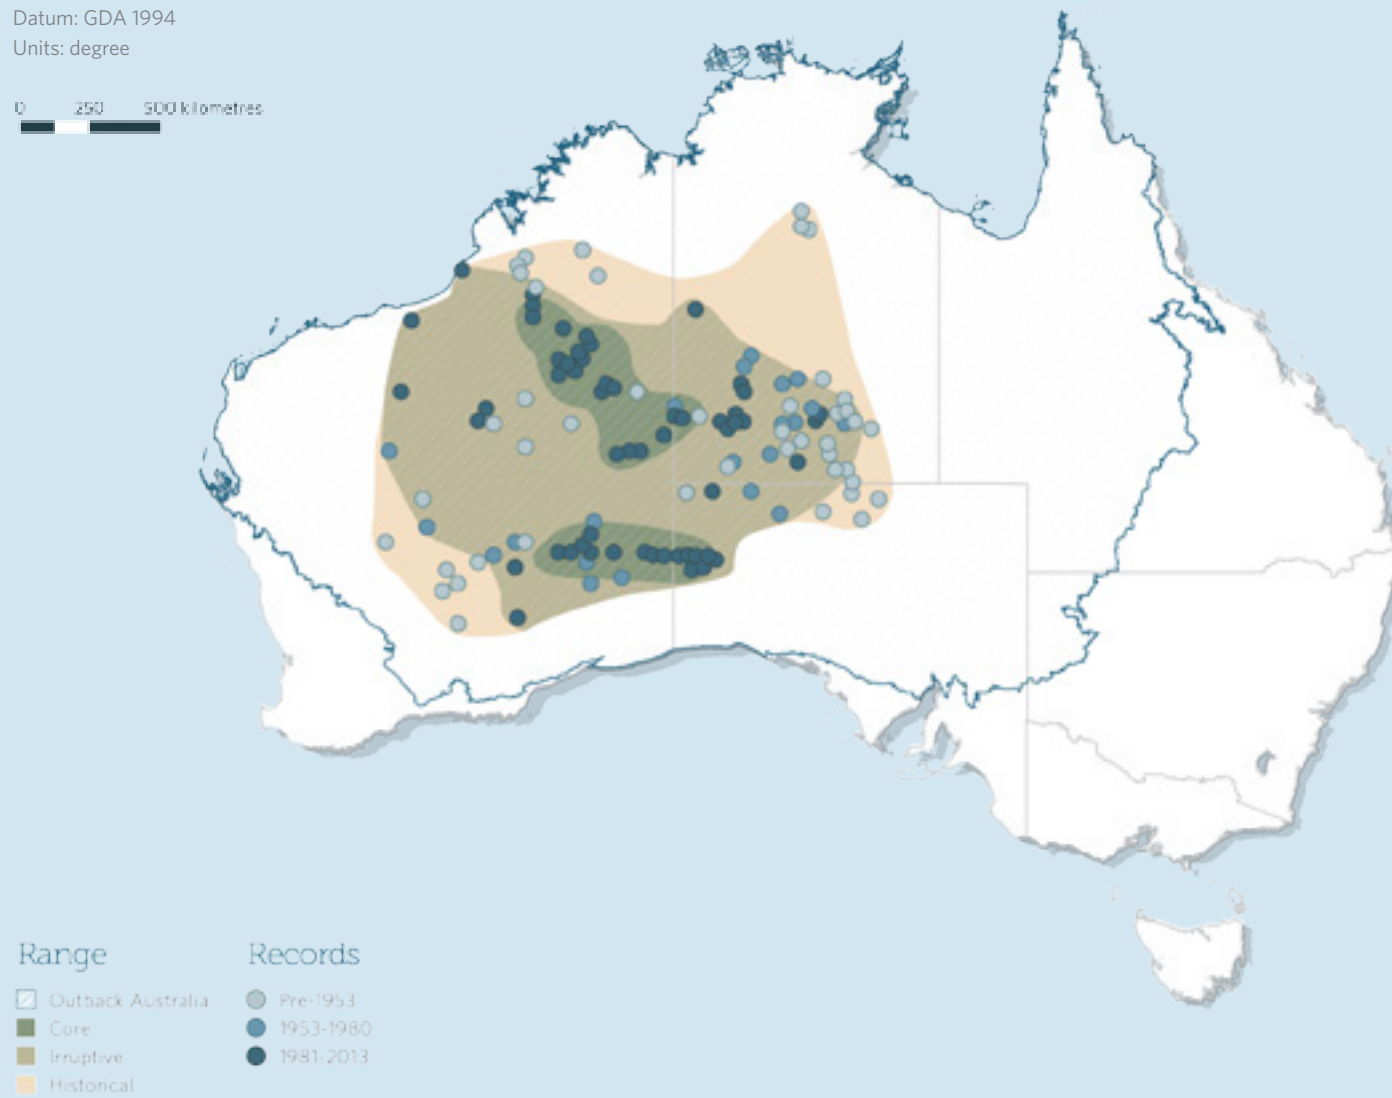 Datum: GDA 1994
Units: degree
0 250 500 kilometres
Range
Outback Australia
Core
Irruptive
Historical
Records
Pre-1953
1953-1980
1981-2013